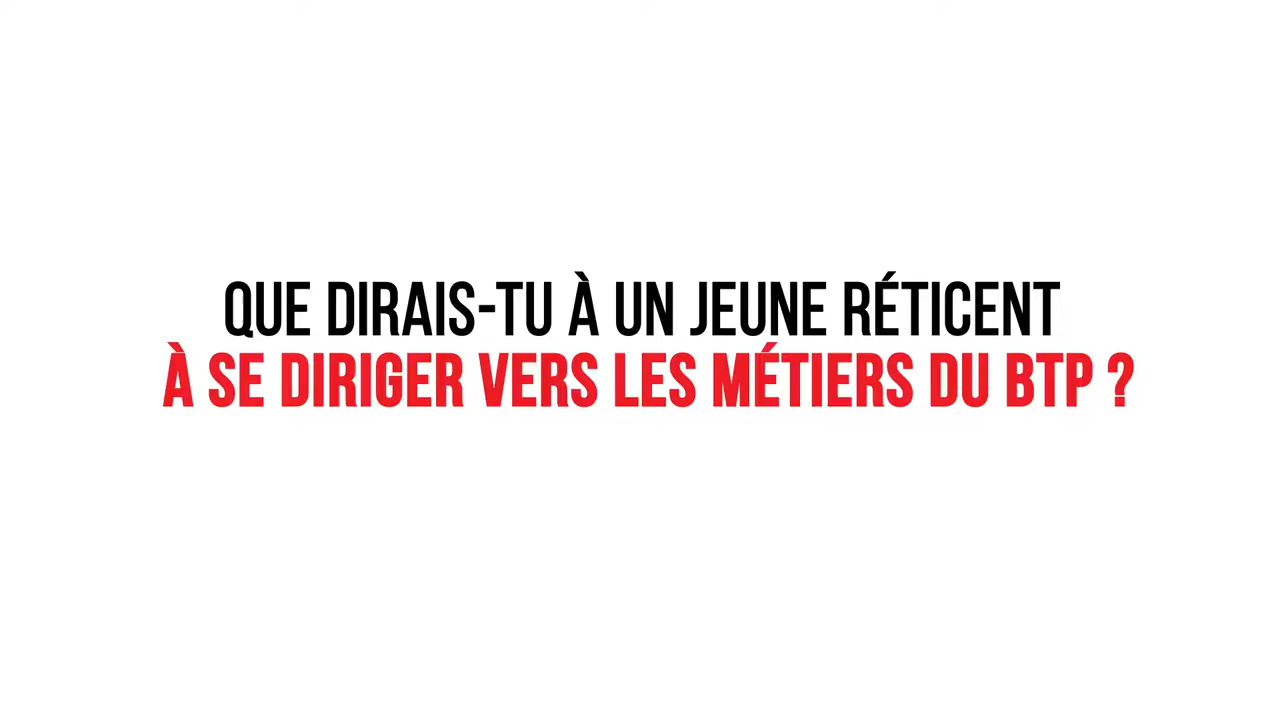 QUE DIRAIS-TU À UN JEUNE RÉTICENT
À SE DIRIGER VERS LES MÉTIERS DU BTP ?